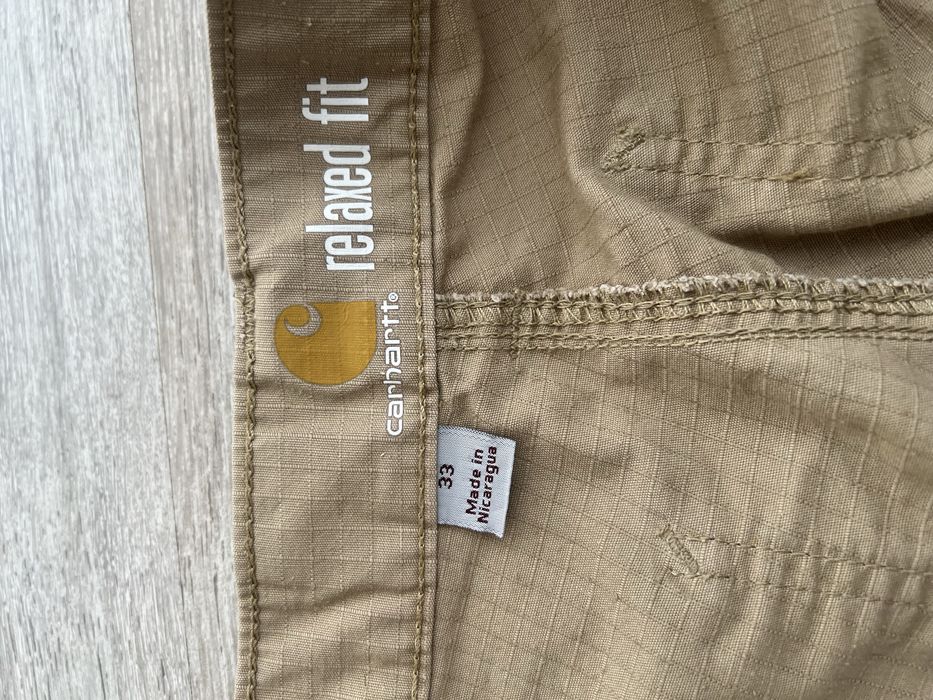 relaxed fit
carhartt®
33
Made in
Nicaragua